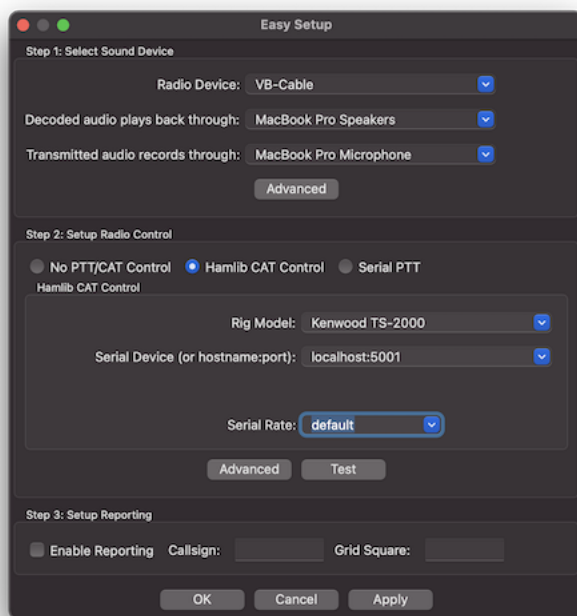 Easy Setup
Step 1: Select Sound Device
Radio Device: VB-Cable
Decoded audio plays back through: MacBook Pro Speakers
Transmitted audio records through: MacBook Pro Microphone
Advanced
Step 2: Setup Radio Control
No PTT/CAT Control Hamlib CAT Control Serial PTT
Hamlib CAT Control
Rig Model: Kenwood TS-2000
Serial Device (or hostname:port): localhost:5001
Serial Rate: default
Advanced Test
Step 3: Setup Reporting
Enable Reporting Callsign: Grid Square:
OK Cancel Apply